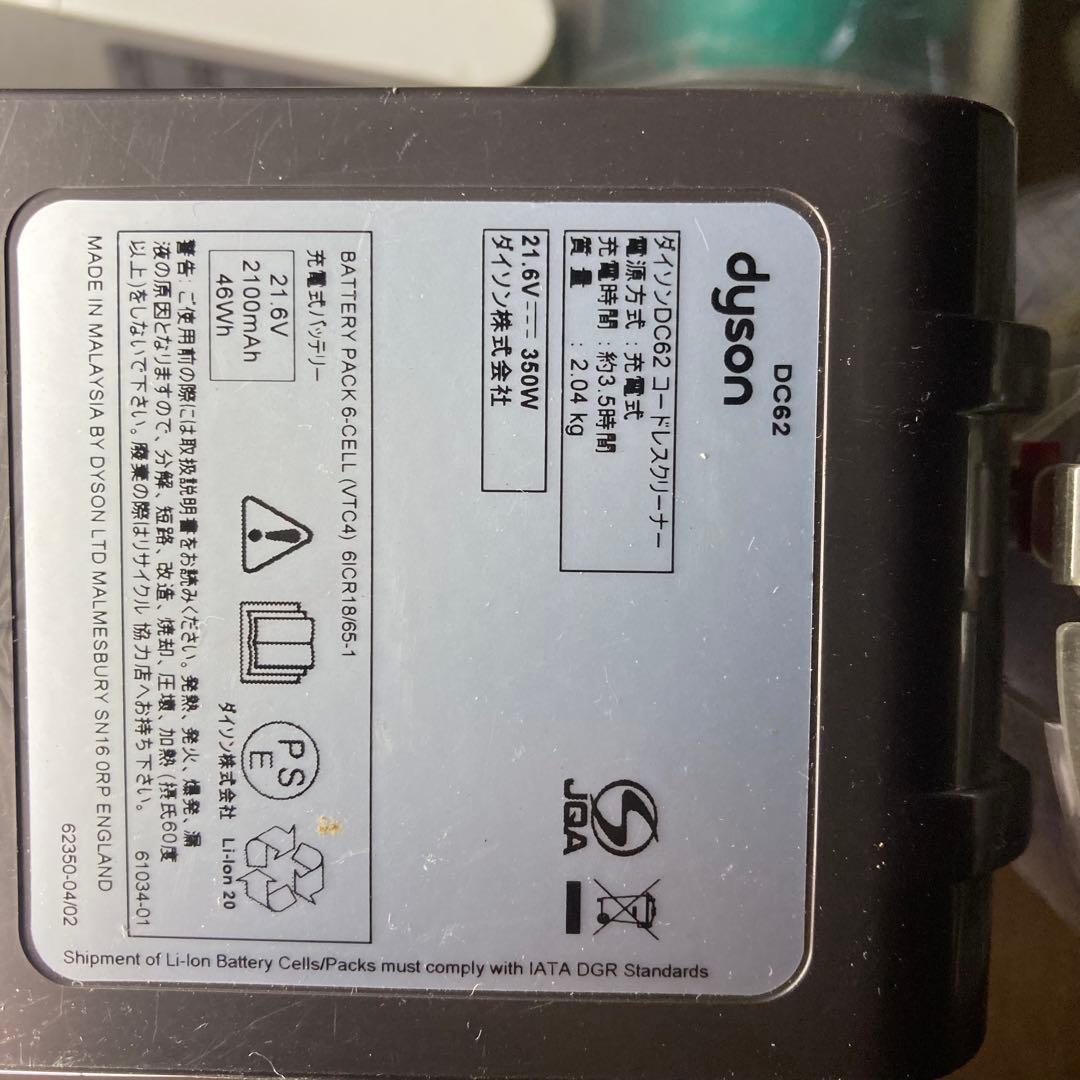 DC62
dyson
ダイソンDC62 コードレスクリーナー
電源方式 : 充電式
充電時間 : 約3.5時間
質量 : 2.04 kg
21.6V 350W
ダイソン株式会社
JQA
BATTERY PACK 6-CELL (VTC4) 6ICR18/65-1
充電式バッテリー
21.6V
2100mAh
46Wh
PS
E
ダイソン株式会社 Li-Ion 20
警告: ご使用前の際には取扱説明書をお読みください。発熱、発火、爆発、漏
液の原因となりますので、分解、短路、改造、焼却、圧壊、加熱 (摂氏60度
以上)をしないで下さい。廃棄の際はリサイクル 協力店へお持ち下さい。 61034-01
MADE IN MALAYSIA BY DYSON LTD MALMESBURY SN16 0RP ENGLAND
62350-04/02
Shipment of Li-Ion Battery Cells/Packs must comply with IATA DGR Standards